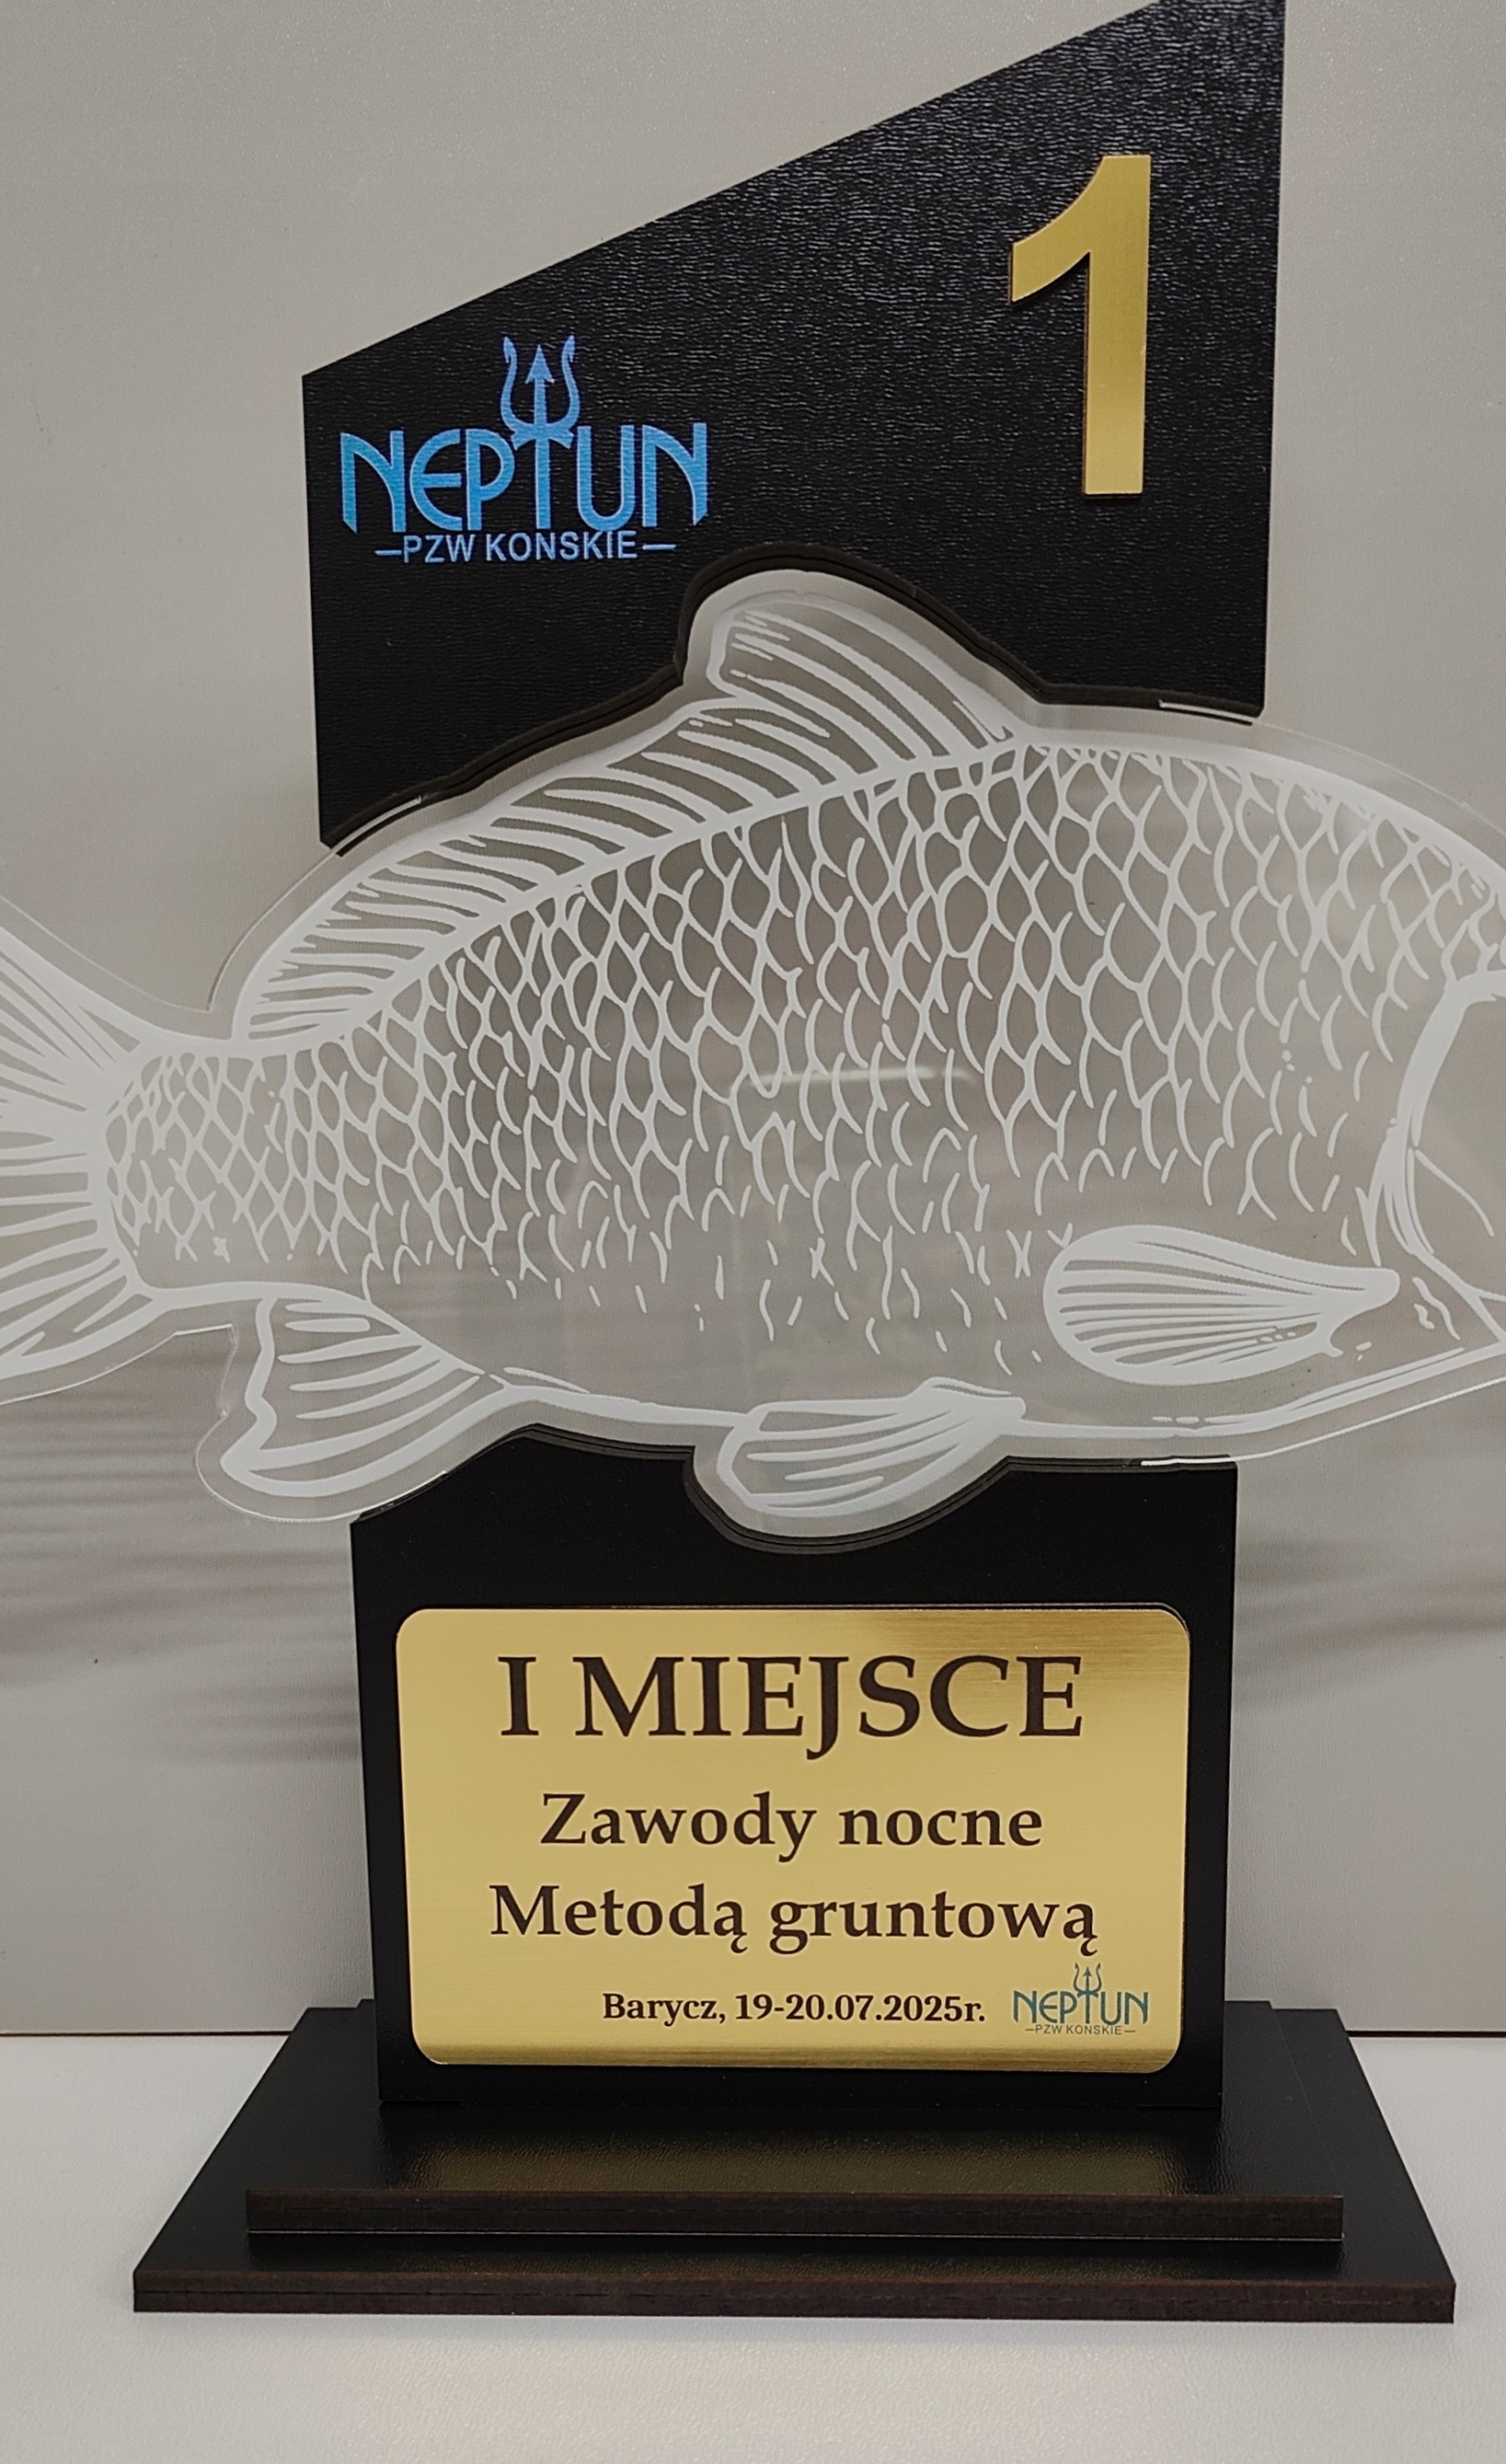 1
NEPTUN
PZW KONSKIE
I MIEJSCE
Zawody nocne
Metodą gruntową
Barycz, 19-20.07.2025r.
NEPTUN
PZW KONSKIE